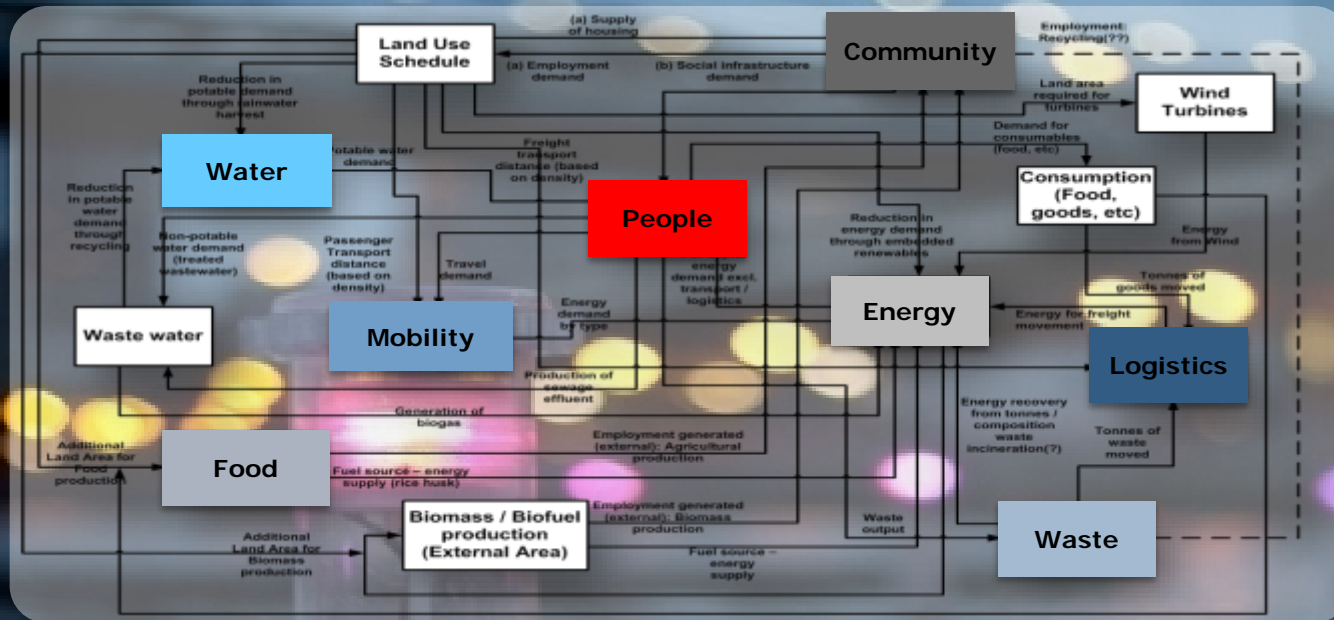 (a) Supply
of housing
Land Use
Schedule
(a) Employment
demand
(b) Social infrastructure
demand
Community
Employment:
Recycling(??)
Land area
required for
turbines
Wind
Turbines
Reduction in
potable demand
through rainwater
harvest
Water
Potable water
demand
Freight
transport
distance (based
on density)
Demand for
consumables
(food, etc)
Consumption
(Food,
goods, etc)
People
Reduction
in potable
water
demand
through
recycling
Non-potable
water demand
(treated
wastewater)
Passenger
Transport
distance
(based on
density)
Travel
demand
energy
demand excl.
transport /
logistics
Reduction in
energy demand
through embedded
renewables
Energy
from Wind
Tonnes of
goods moved
Energy
Energy for freight
movement
Waste water
Mobility
Energy
demand
by type
Logistics
Production of
sewage
effluent
Generation of
biogas
Energy recovery
from tonnes /
composition
waste
incineration(?)
Tonnes of
waste
moved
Additional
Land Area for
Food
production
Food
Employment generated
(external): Agricultural
production
Fuel source – energy
supply (rice husk)
Biomass / Biofuel
production
(External Area)
Employment generated
(external): Biomass
production
Waste
output
Waste
Additional
Land Area for
Biomass
production
Fuel source –
energy
supply